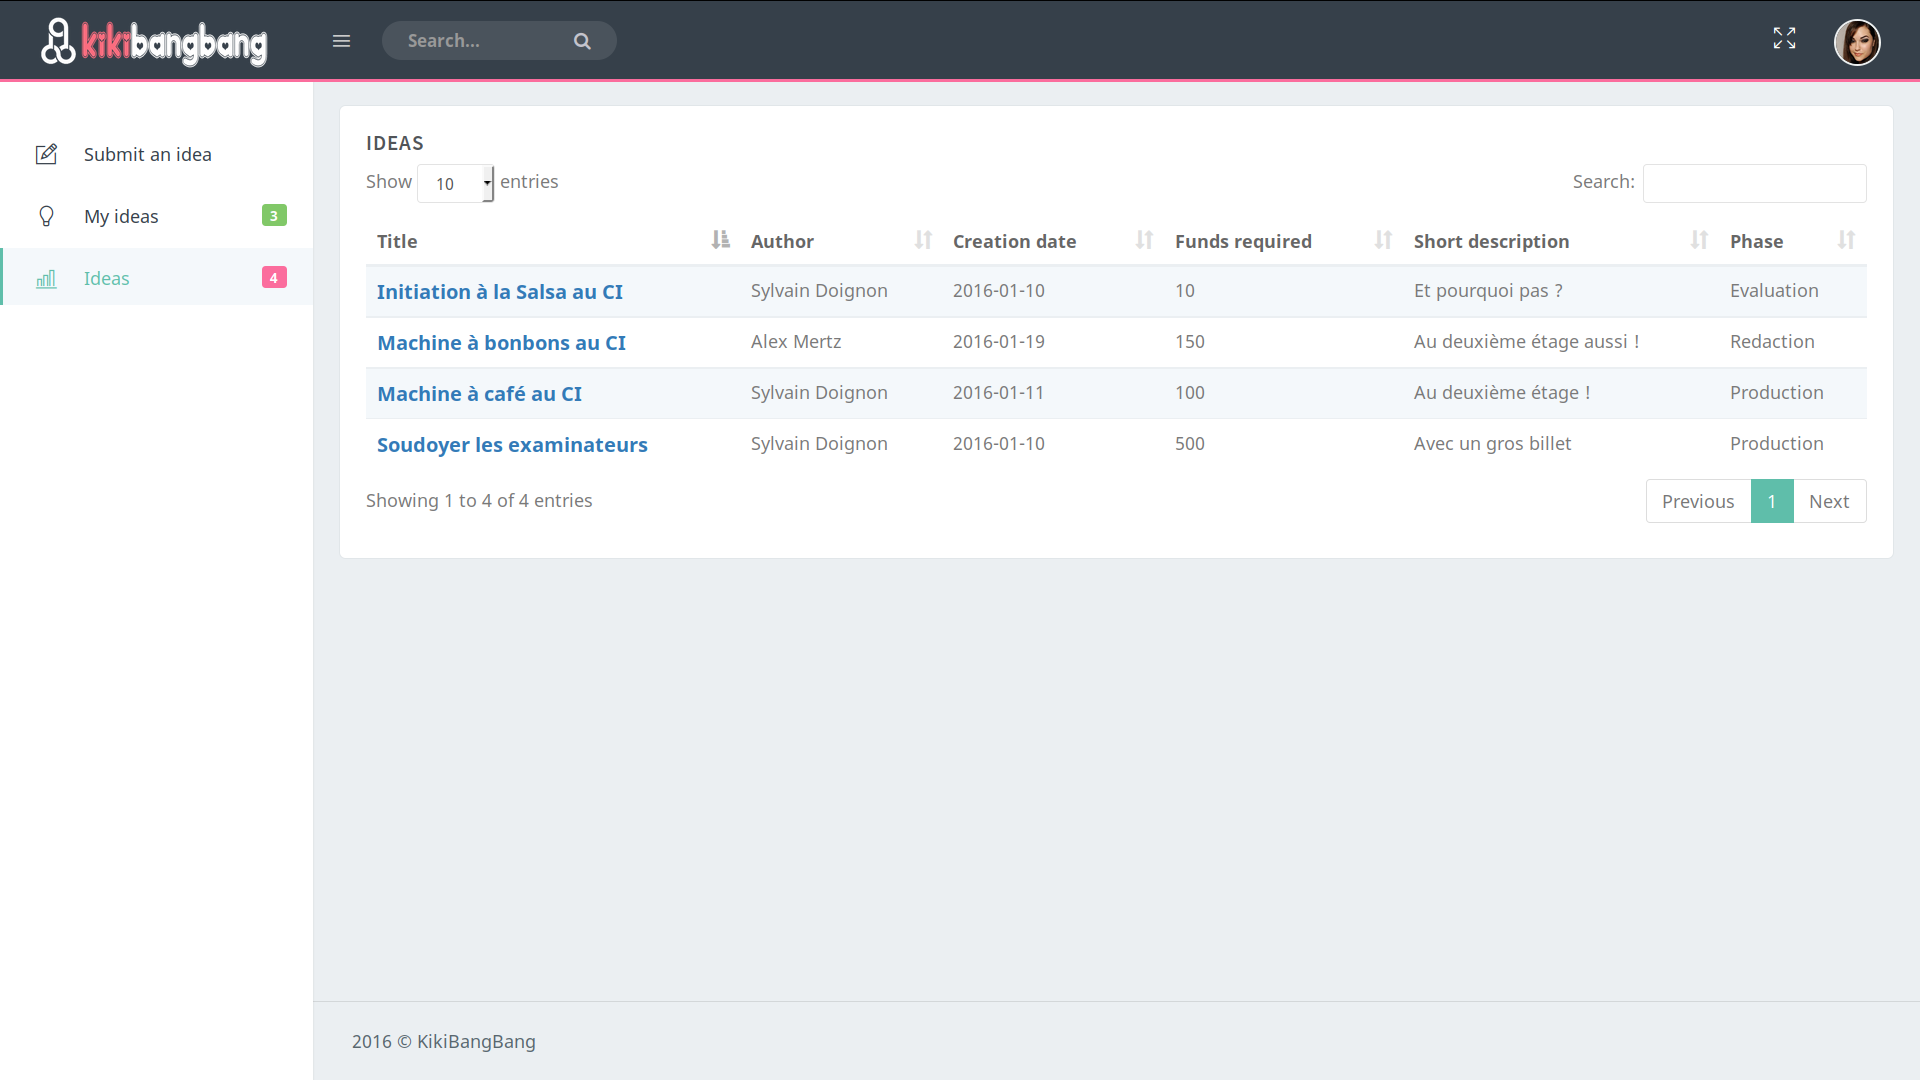 kikibangbang
Search...
Submit an idea
My ideas 3
Ideas 4
IDEAS
Show 10 entries Search:
Title Author Creation date Funds required Short description Phase
Initiation à la Salsa au CI Sylvain Doignon 2016-01-10 10 Et pourquoi pas ? Evaluation
Machine à bonbons au CI Alex Mertz 2016-01-19 150 Au deuxième étage aussi ! Redaction
Machine à café au CI Sylvain Doignon 2016-01-11 100 Au deuxième étage ! Production
Soudoyer les examinateurs Sylvain Doignon 2016-01-10 500 Avec un gros billet Production
Showing 1 to 4 of 4 entries Previous 1 Next
2016 © KikiBangBang